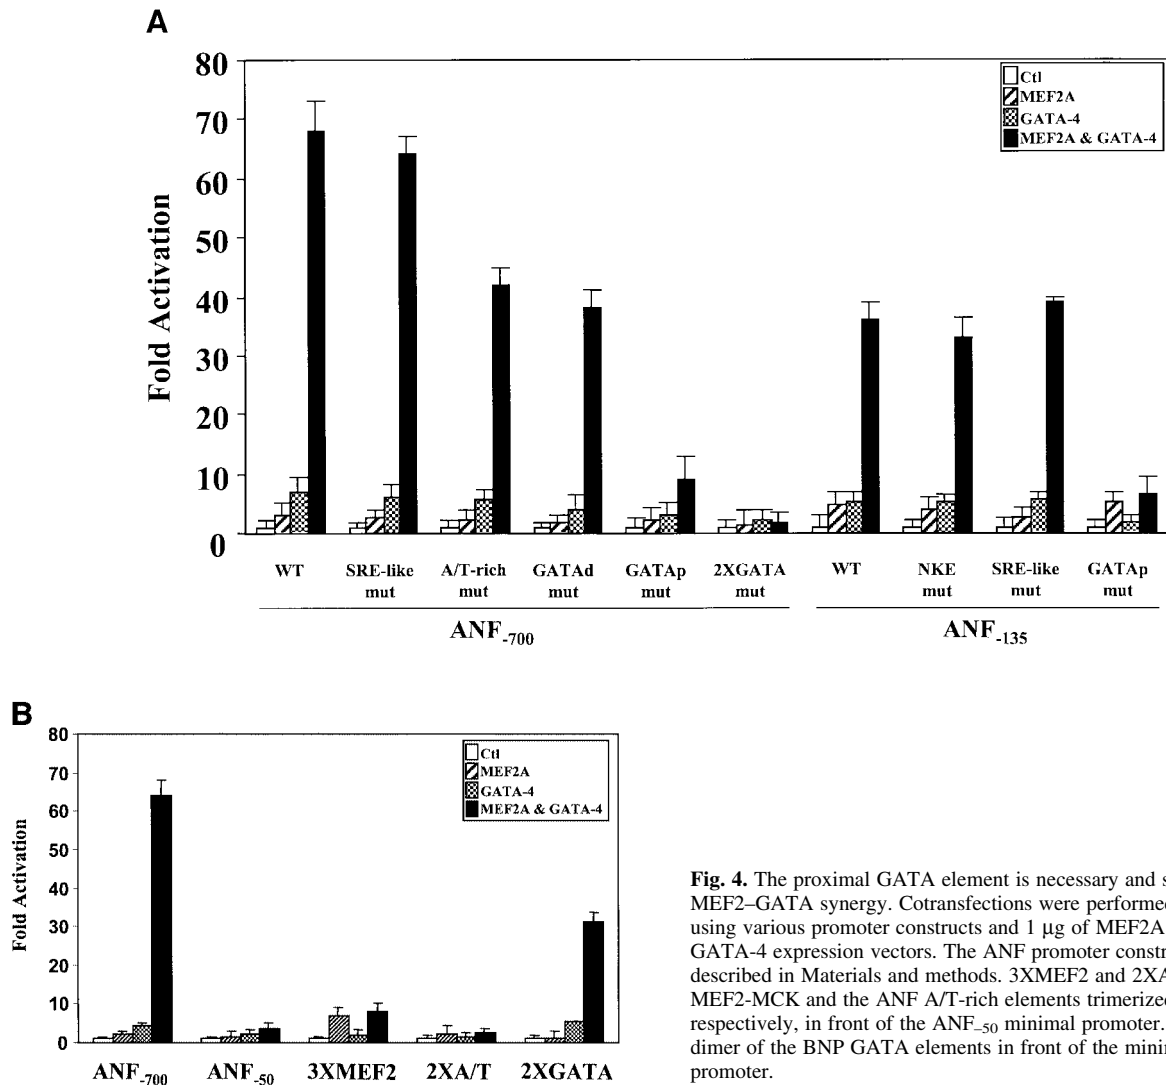 A
80
70
60
50
40
30
20
10
0
Fold Activation
Ctl
MEF2A
GATA-4
MEF2A & GATA-4
WT SRE-like mut A/T-rich mut GATAd mut GATAp mut 2XGATA mut WT NKE mut SRE-like mut GATAp mut
ANF-700 ANF-135
B
80
70
60
50
40
30
20
10
0
Fold Activation
Ctl
MEF2A
GATA-4
MEF2A & GATA-4
ANF-700 ANF-50 3XMEF2 2XA/T 2XGATA
Fig. 4. The proximal GATA element is necessary and s
MEF2–GATA synergy. Cotransfections were performed
using various promoter constructs and 1 µg of MEF2A
GATA-4 expression vectors. The ANF promoter constr
described in Materials and methods. 3XMEF2 and 2XA
MEF2-MCK and the ANF A/T-rich elements trimerized
respectively, in front of the ANF–50 minimal promoter.
dimer of the BNP GATA elements in front of the minin
promoter.